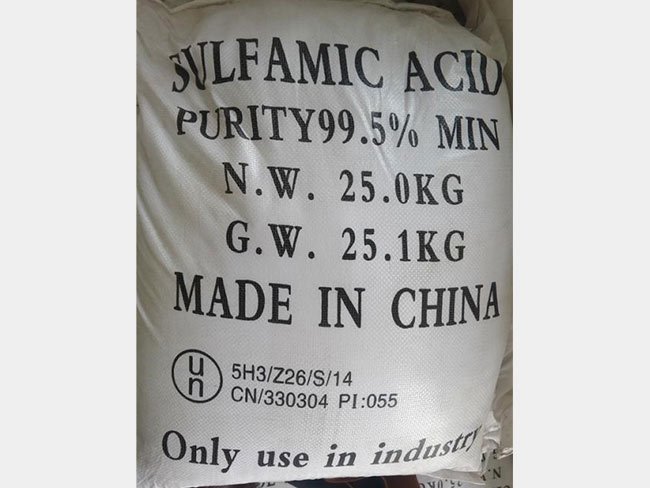 SULFAMIC ACID
PURITY99.5% MIN
N.W. 25.0KG
G.W. 25.1KG
MADE IN CHINA
un
5H3/Z26/S/14
CN/330304 PI:055
Only use in industry